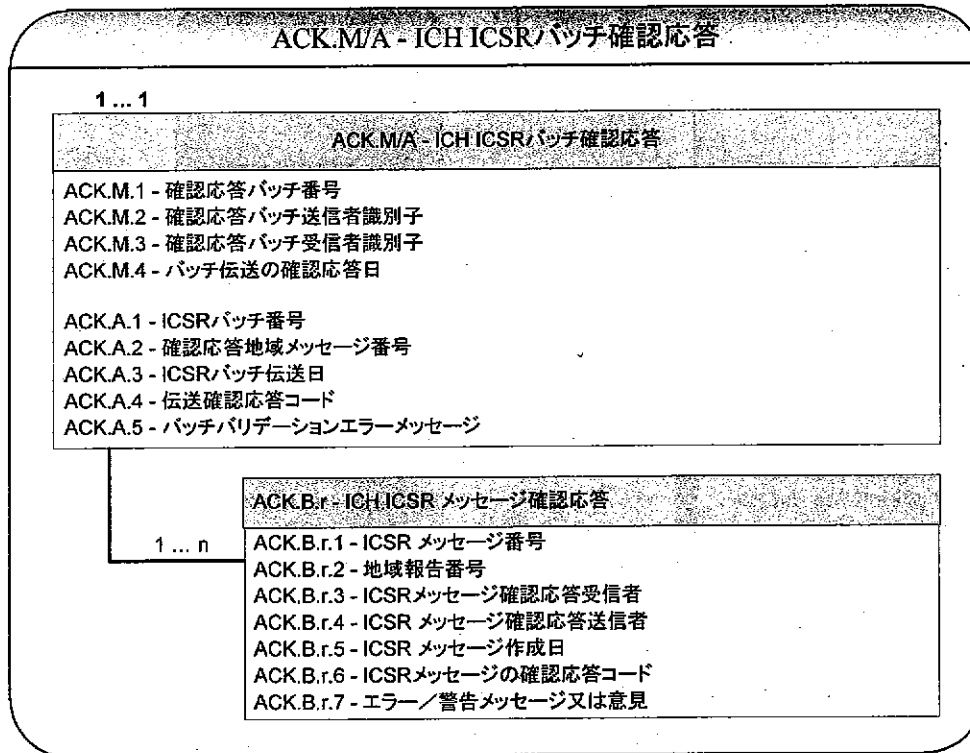 ACK.M/A - ICH ICSRバッチ確認応答
1 ... 1
ACK.M/A - ICH ICSRバッチ確認応答
ACK.M.1 - 確認応答バッチ番号
ACK.M.2 - 確認応答バッチ送信者識別子
ACK.M.3 - 確認応答バッチ受信者識別子
ACK.M.4 - バッチ伝送の確認応答日
ACK.A.1 - ICSRバッチ番号
ACK.A.2 - 確認応答地域メッセージ番号
ACK.A.3 - ICSRバッチ伝送日
ACK.A.4 - 伝送確認応答コード
ACK.A.5 - バッチバリデーションエラーメッセージ
ACK.B.r - ICH ICSR メッセージ確認応答
1 ... n
ACK.B.r.1 - ICSR メッセージ番号
ACK.B.r.2 - 地域報告番号
ACK.B.r.3 - ICSRメッセージ確認応答受信者
ACK.B.r.4 - ICSR メッセージ確認応答送信者
ACK.B.r.5 - ICSR メッセージ作成日
ACK.B.r.6 - ICSRメッセージの確認応答コード
ACK.B.r.7 - エラー／警告メッセージ又は意見